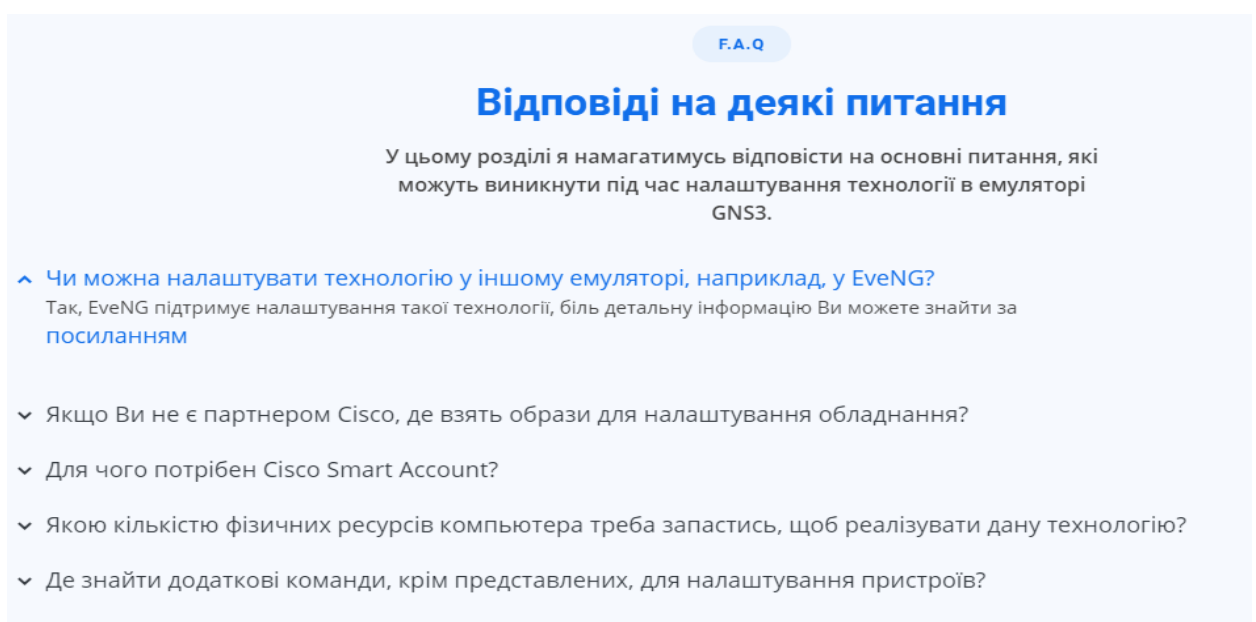 F.A.Q
Відповіді на деякі питання
У цьому розділі я намагатимусь відповісти на основні питання, які
можуть виникнути під час налаштування технології в емуляторі
GNS3.
Чи можна налаштувати технологію у іншому емуляторі, наприклад, у EveNG?
Так, EveNG підтримує налаштування такої технології, біль детальну інформацію Ви можете знайти за
посиланням
Якщо Ви не є партнером Cisco, де взять образи для налаштування обладнання?
Для чого потрібен Cisco Smart Account?
Якою кількістю фізичних ресурсів компьютера треба запастись, щоб реалізувати дану технологію?
Де знайти додаткові команди, крім представлених, для налаштування пристроїв?